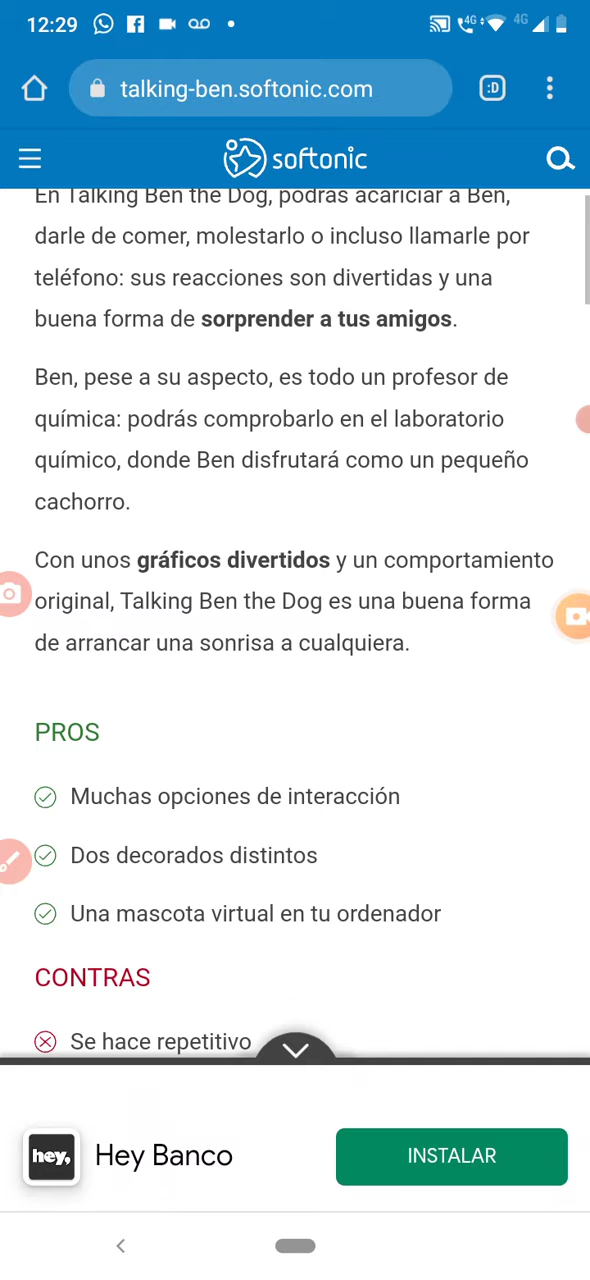 12:29
4G 4G
talking-ben.softonic.com
:D
softonic
En Talking Ben the Dog, podrás acariciar a Ben,
darle de comer, molestarlo o incluso llamarle por
teléfono: sus reacciones son divertidas y una
buena forma de sorprender a tus amigos.
Ben, pese a su aspecto, es todo un profesor de
química: podrás comprobarlo en el laboratorio
químico, donde Ben disfrutará como un pequeño
cachorro.
Con unos gráficos divertidos y un comportamiento
original, Talking Ben the Dog es una buena forma
de arrancar una sonrisa a cualquiera.
PROS
Muchas opciones de interacción
Dos decorados distintos
Una mascota virtual en tu ordenador
CONTRAS
Se hace repetitivo
hey, Hey Banco
INSTALAR